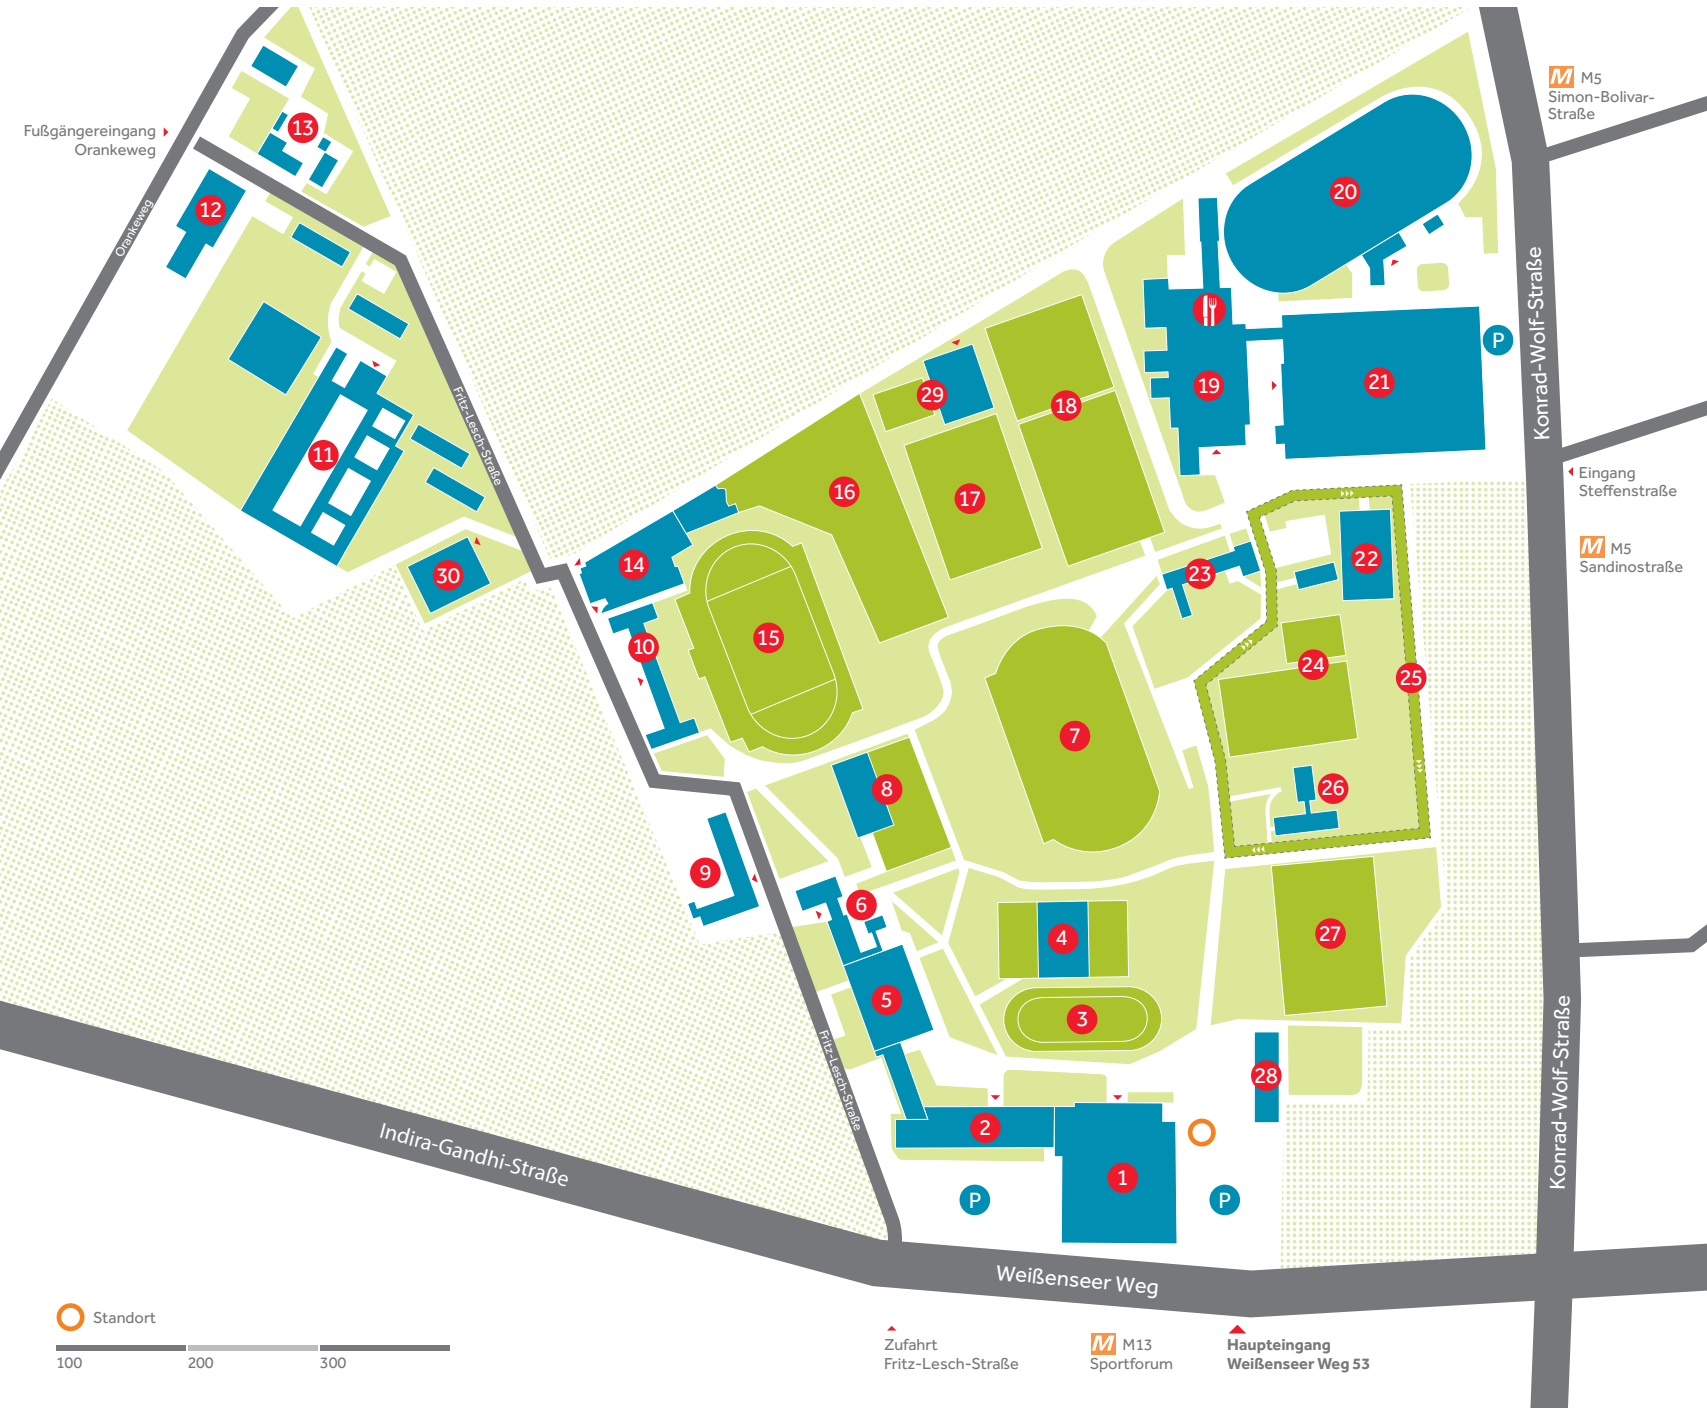 M M5
Simon-Bolivar-
Straße
Fußgängereingang
Orankeweg
13
12
Orankeweg
20
Konrad-Wolf-Straße
P
19
21
29
18
Fritz-Lesch-Straße
11
16
17
Eingang
Steffenstraße
M M5
Sandinostraße
14
30
23
22
10
15
24
25
7
8
26
9
6
4
27
5
3
Fritz-Lesch-Straße
28
Konrad-Wolf-Straße
2
1
P
P
Indira-Gandhi-Straße
Weißenseer Weg
Standort
100
200
300
Zufahrt
Fritz-Lesch-Straße
M M13
Sportforum
Haupteingang
Weißenseer Weg 53